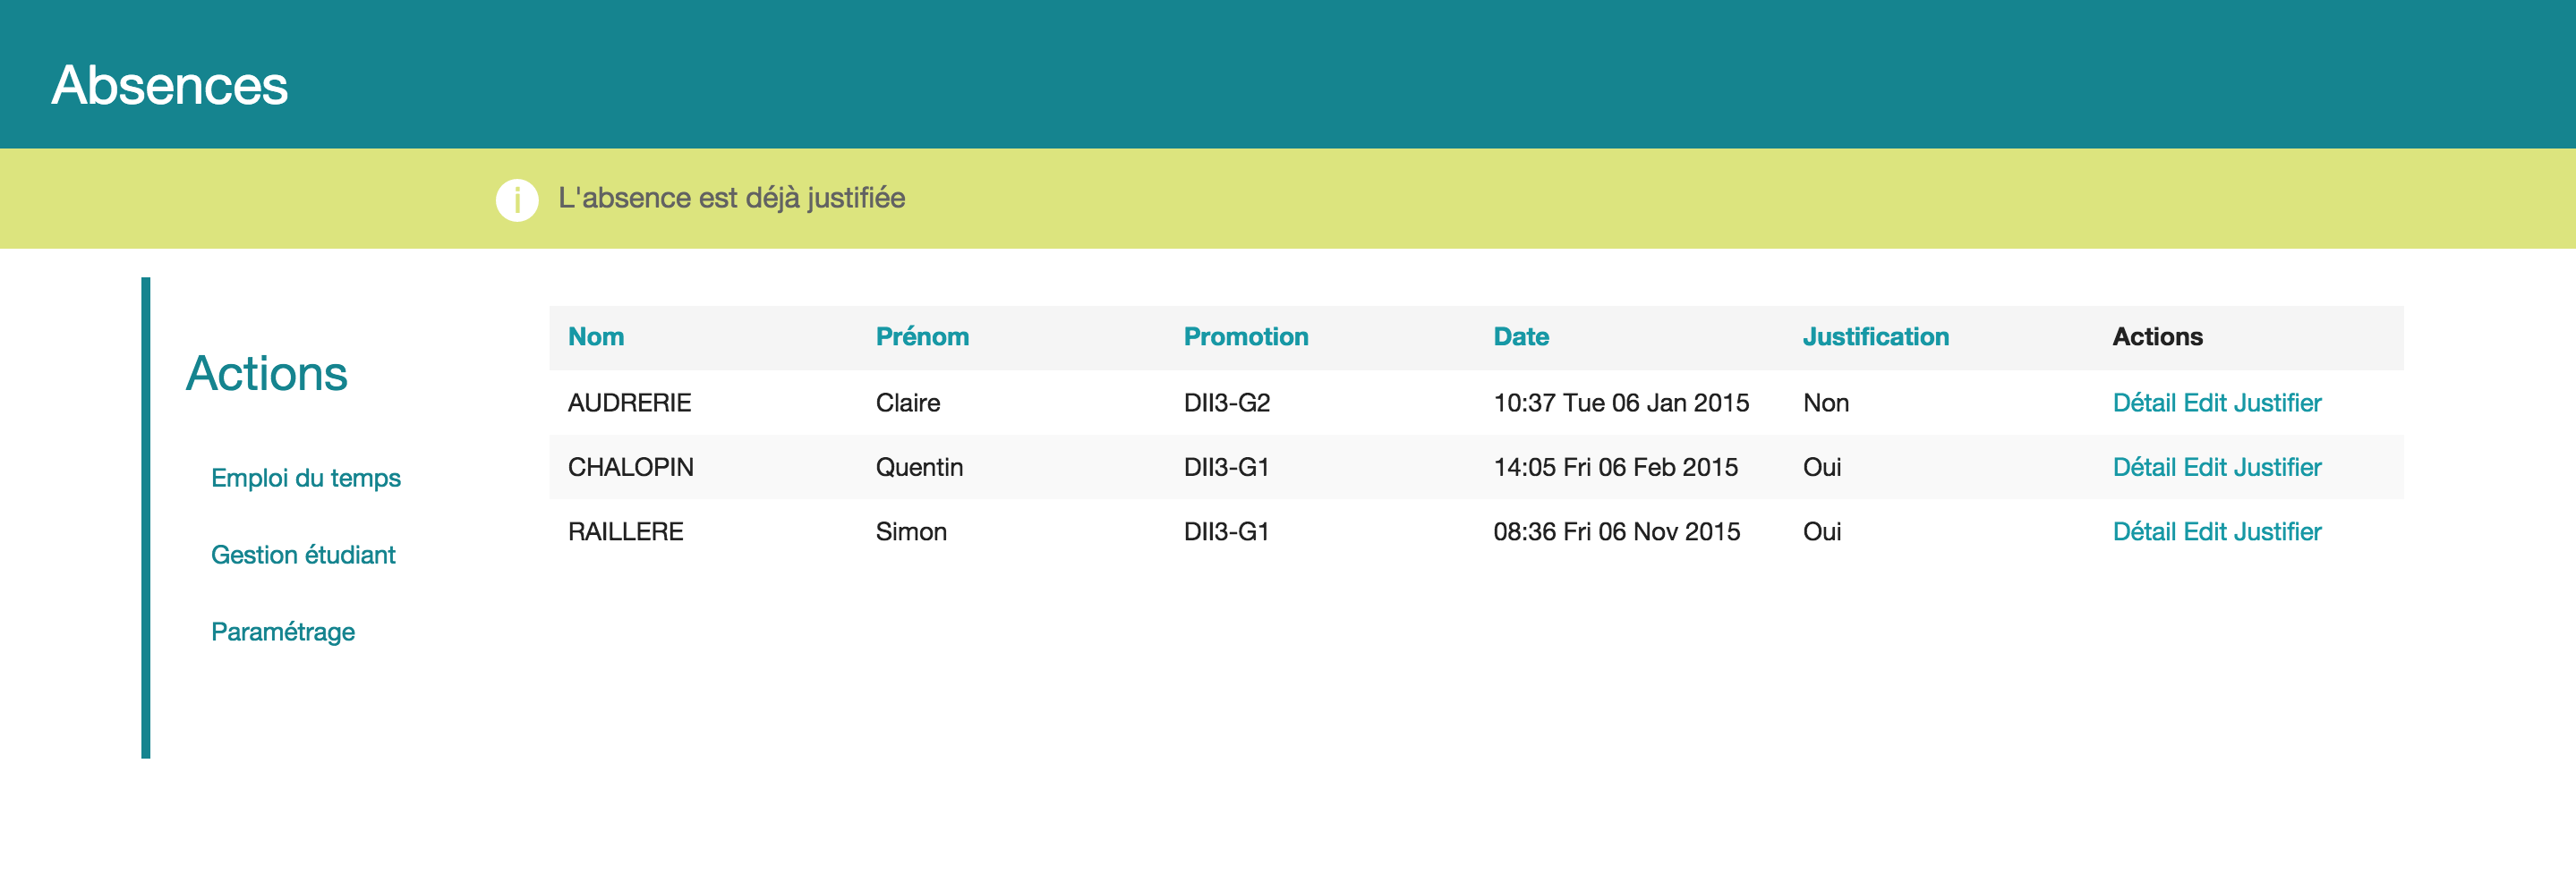 Absences
L'absence est déjà justifiée
Actions
Emploi du temps
Gestion étudiant
Paramétrage
Nom Prénom Promotion Date Justification Actions
AUDRERIE Claire DII3-G2 10:37 Tue 06 Jan 2015 Non Détail Edit Justifier
CHALOPIN Quentin DII3-G1 14:05 Fri 06 Feb 2015 Oui Détail Edit Justifier
RAILLERE Simon DII3-G1 08:36 Fri 06 Nov 2015 Oui Détail Edit Justifier